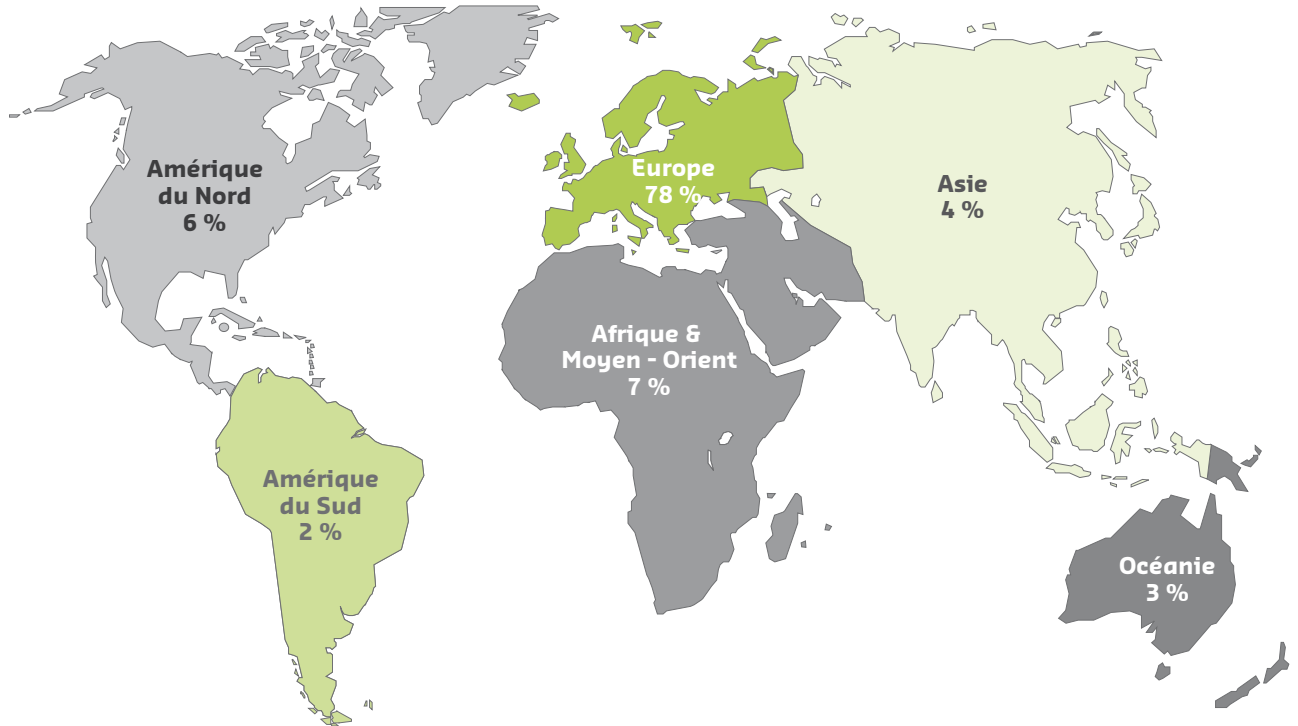 Amérique
du Nord
6 %
Europe
78 %
Asie
4 %
Afrique &
Moyen - Orient
7 %
Amérique
du Sud
2 %
Océanie
3 %